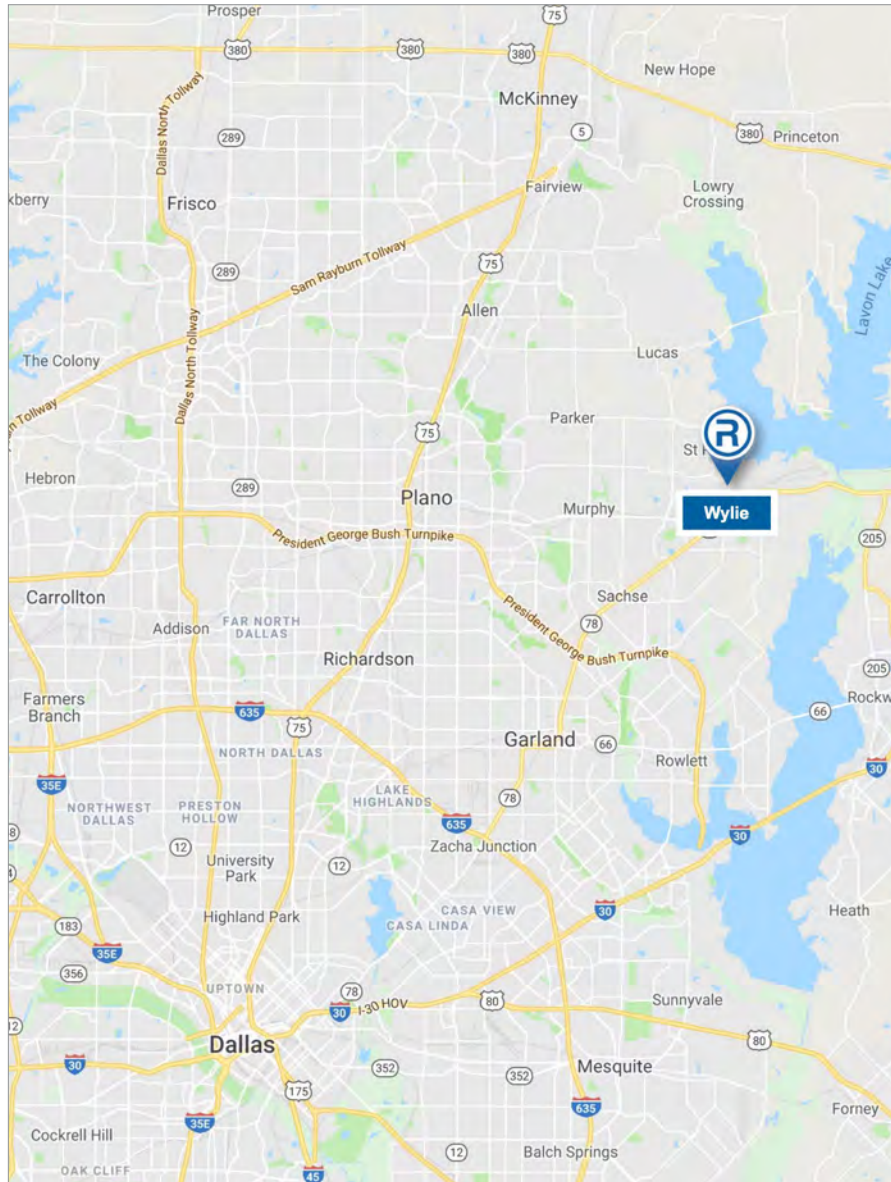 Prosper
75
380
380
380
New Hope
McKinney
Dallas North Tollway
289
5
380
Princeton
Fairview
Lowry
Crossing
kberry
Frisco
289
Sam Rayburn Tollway
75
Lavon Lake
Allen
Lucas
The Colony
Dallas North Tollway
Tollway
Parker
R
75
St
Hebron
289
Plano
Murphy
Wylie
President George Bush Turnpike
205
Carrollton
Sachse
Addison
FAR NORTH
DALLAS
78
President George Bush Turnpike
Richardson
205
Farmers
Branch
635
75
66
Rockw
NORTH DALLAS
Garland
66
Rowlett
30
35E
LAKE
HIGHLANDS
78
NORTHWEST
DALLAS
PRESTON
HOLLOW
635
30
12
Zacha Junction
University
Park
12
Highland Park
CASA VIEW
30
Heath
183
CASA LINDA
35E
356
UPTOWN
78
80
Sunnyvale
12
30
I-30 HOV
Dallas
80
30
352
352
Mesquite
175
635
Forney
35E
Cockrell Hill
12
Balch Springs
OAK CLIFF
45